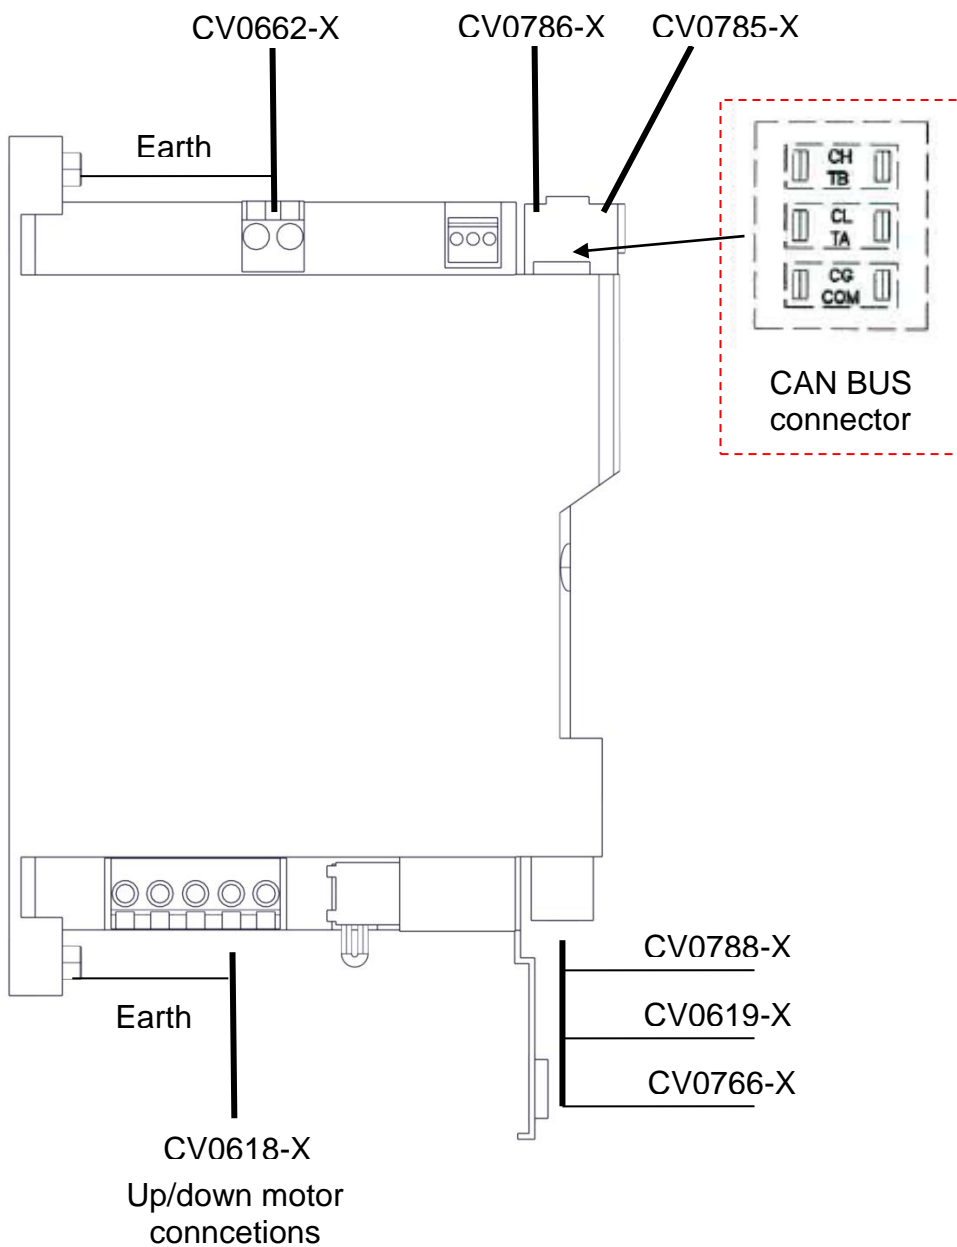 CV0662-X
CV0786-X
CV0785-X
Earth
CH
TB
CL
TA
CG
COM
CAN BUS
connector
CV0788-X
CV0619-X
CV0766-X
Earth
CV0618-X
Up/down motor
conncetions